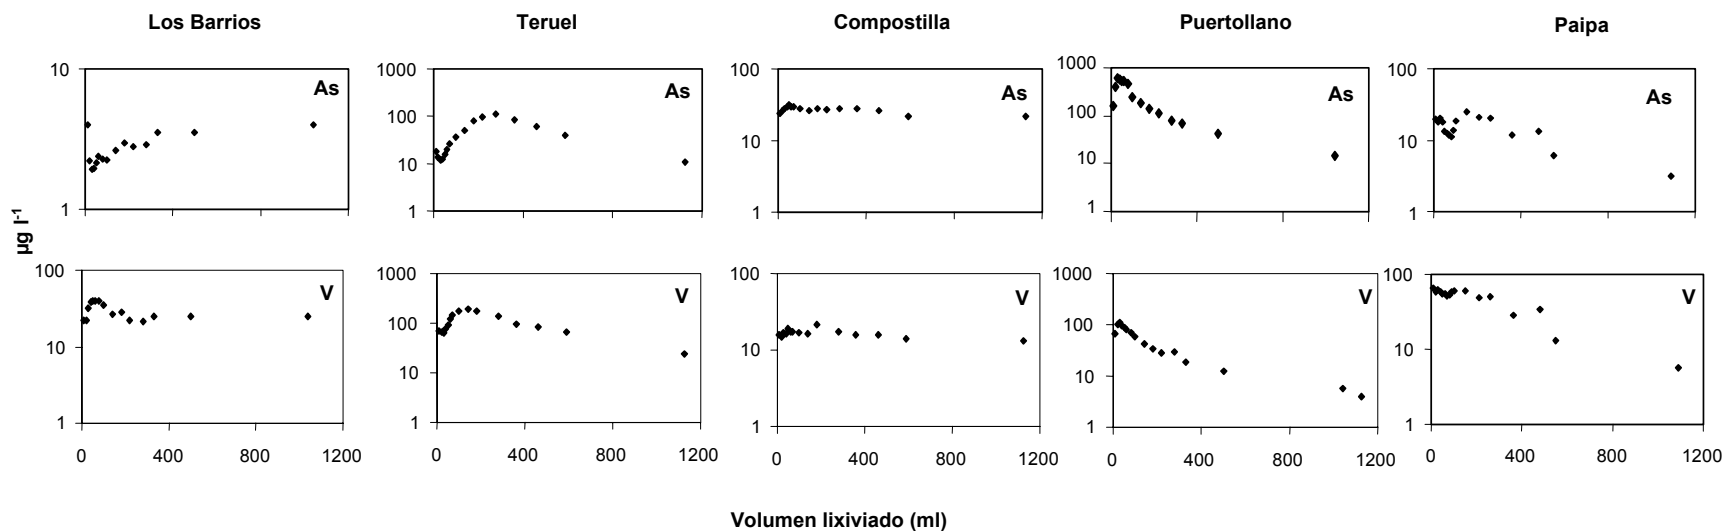 Los Barrios Teruel Compostilla Puertollano Paipa
10 1000 100 1000 100
As As As As As
100 100
10 10 10 10
1 1 1 1 1
µg l-1
100 1000 100 1000 100
V V V V V
100 100
10 10 10 10 10
1 1 1 1 1
0 400 800 1200 0 400 800 1200 0 400 800 1200 0 400 800 1200 0 400 800 1200
Volumen lixiviado (ml)